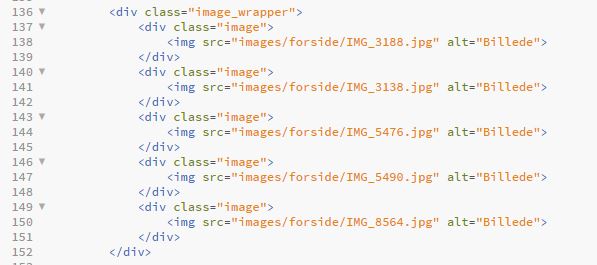 136 ▼ <div class="image_wrapper">
137 ▼ <div class="image">
138 <img src="images/forside/IMG_3188.jpg" alt="Billede">
139 </div>
140 ▼ <div class="image">
141 <img src="images/forside/IMG_3138.jpg" alt="Billede">
142 </div>
143 ▼ <div class="image">
144 <img src="images/forside/IMG_5476.jpg" alt="Billede">
145 </div>
146 ▼ <div class="image">
147 <img src="images/forside/IMG_5490.jpg" alt="Billede">
148 </div>
149 ▼ <div class="image">
150 <img src="images/forside/IMG_8564.jpg" alt="Billede">
151 </div>
152 </div>